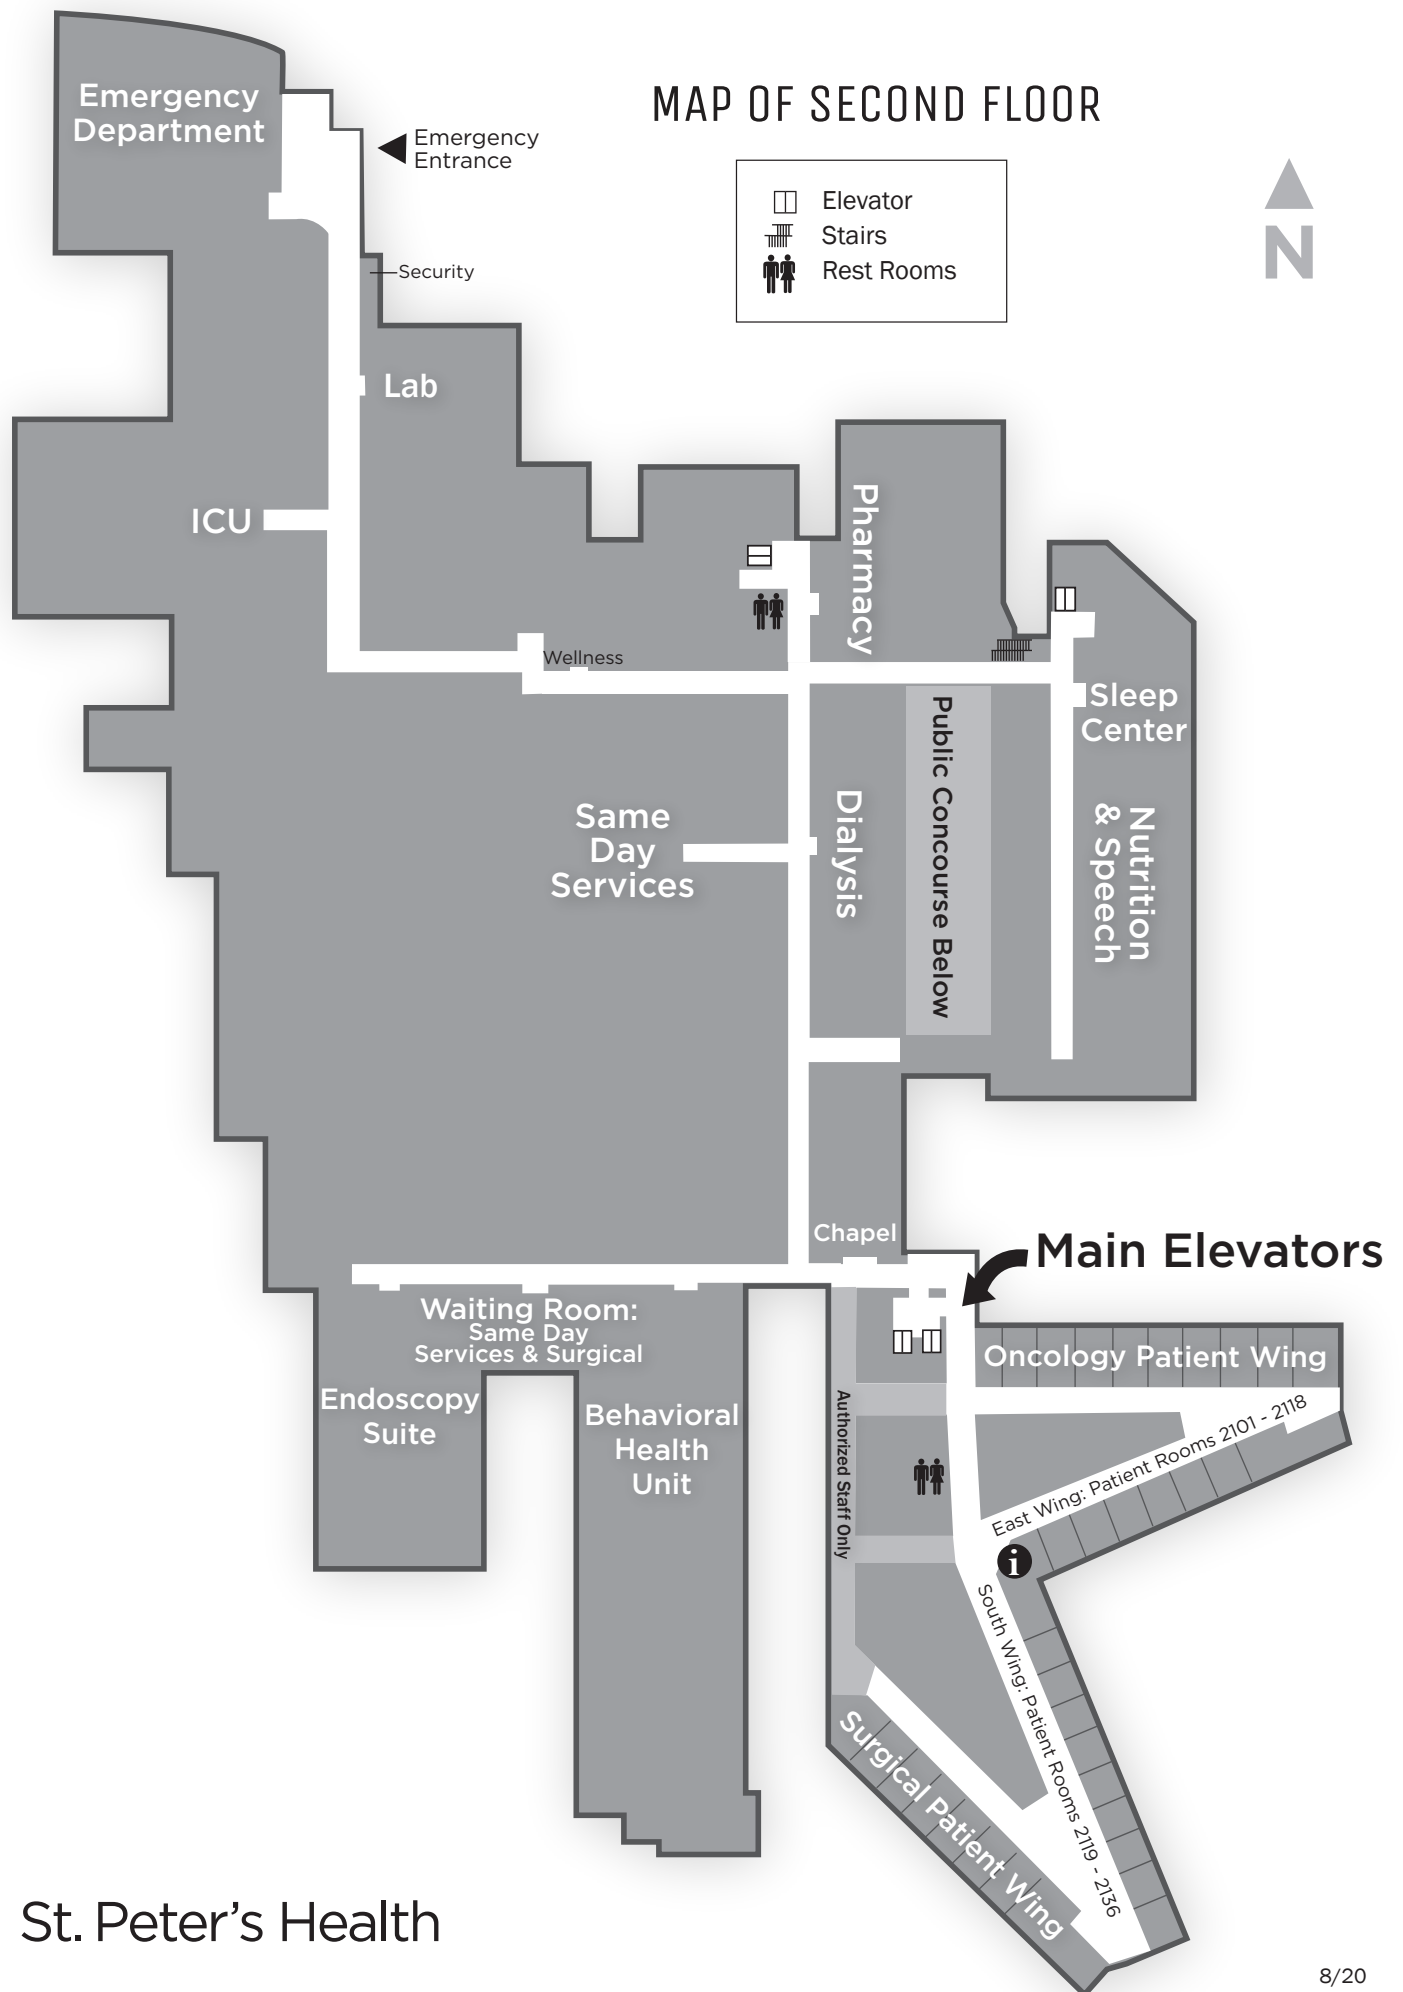 MAP OF SECOND FLOOR
Elevator
Stairs
Rest Rooms
N
Emergency
Department
Emergency
Entrance
Security
Lab
ICU
Pharmacy
Wellness
Sleep
Center
Public Concourse Below
Same
Day
Services
Dialysis
Nutrition
& Speech
Chapel
Main Elevators
Waiting Room:
Same Day
Services & Surgical
Endoscopy
Suite
Behavioral
Health
Unit
Authorized Staff Only
Oncology Patient Wing
East Wing: Patient Rooms 2101 - 2118
i
South Wing: Patient Rooms 2119 - 2136
Surgical Patient Wing
St. Peter’s Health
8/20